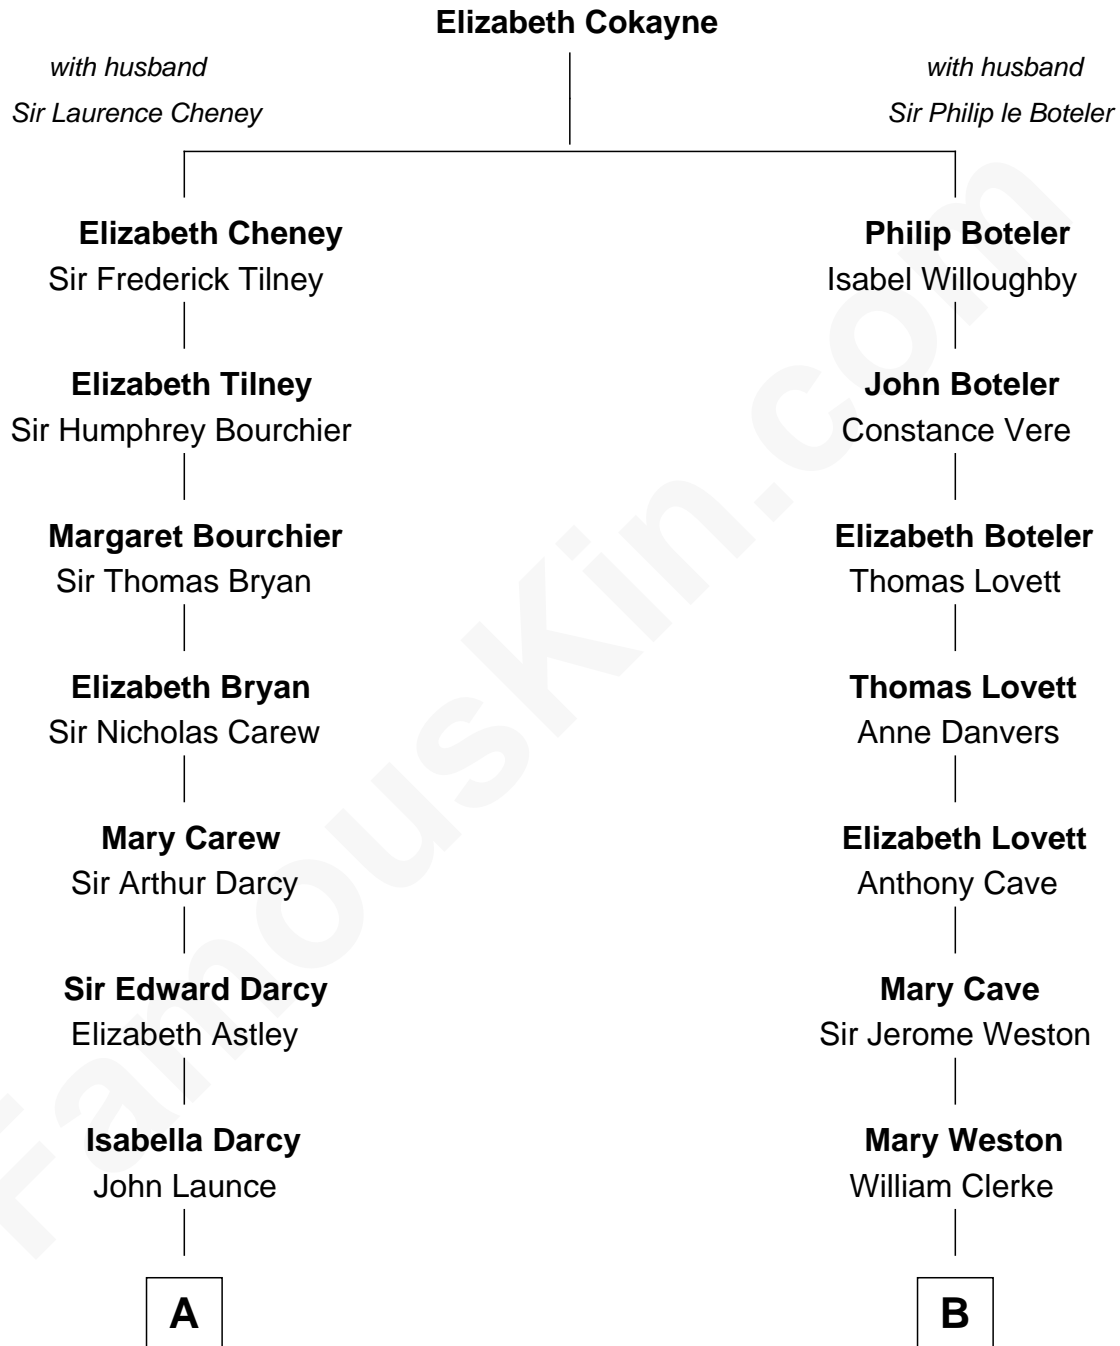 Elizabeth Cokayne
with husband
Sir Laurence Cheney
with husband
Sir Philip le Boteler
Elizabeth Cheney
Sir Frederick Tilney
Philip Boteler
Isabel Willoughby
Elizabeth Tilney
Sir Humphrey Bourchier
John Boteler
Constance Vere
Margaret Bourchier
Sir Thomas Bryan
Elizabeth Boteler
Thomas Lovett
Elizabeth Bryan
Sir Nicholas Carew
Thomas Lovett
Anne Danvers
Mary Carew
Sir Arthur Darcy
Elizabeth Lovett
Anthony Cave
Sir Edward Darcy
Elizabeth Astley
Mary Cave
Sir Jerome Weston
Isabella Darcy
John Launce
Mary Weston
William Clerke
A
B
FamousKin.com